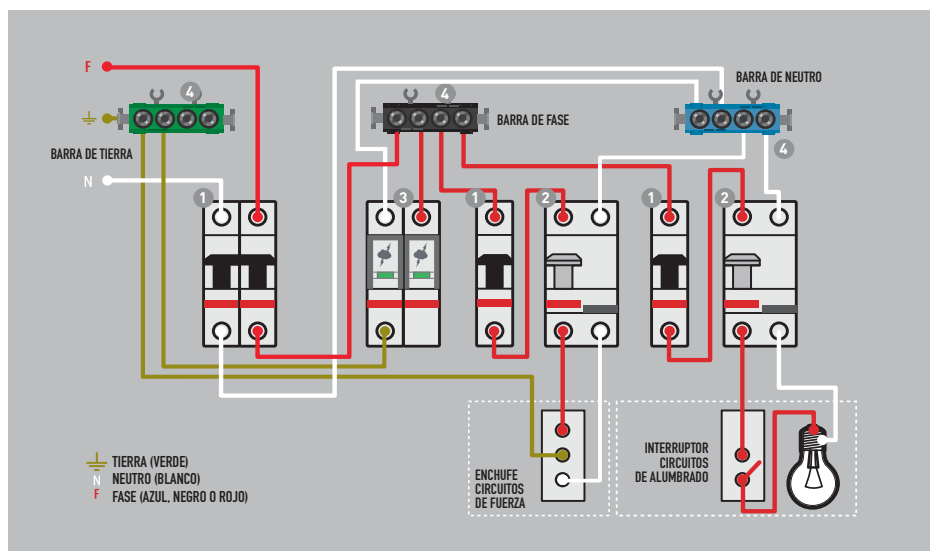 F
4
4
BARRA DE NEUTRO
BARRA DE FASE
4
BARRA DE TIERRA
N
1
3
1
2
1
2
ENCHUFE
CIRCUITOS
DE FUERZA
INTERRUPTOR
CIRCUITOS
DE ALUMBRADO
TIERRA (VERDE)
N NEUTRO (BLANCO)
F FASE (AZUL, NEGRO O ROJO)